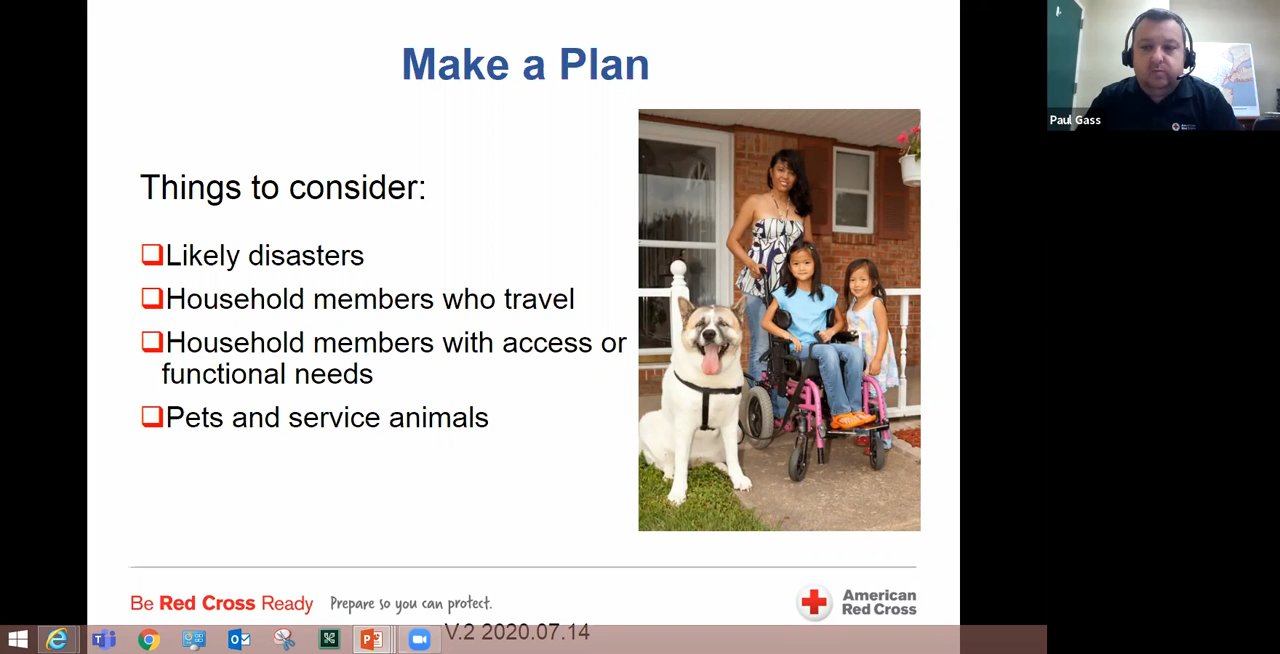 Make a Plan
Things to consider:
Likely disasters
Household members who travel
Household members with access or
functional needs
Pets and service animals
Be Red Cross Ready
Prepare so you can protect.
American
Red Cross
V.2 2020.07.14
Paul Gass